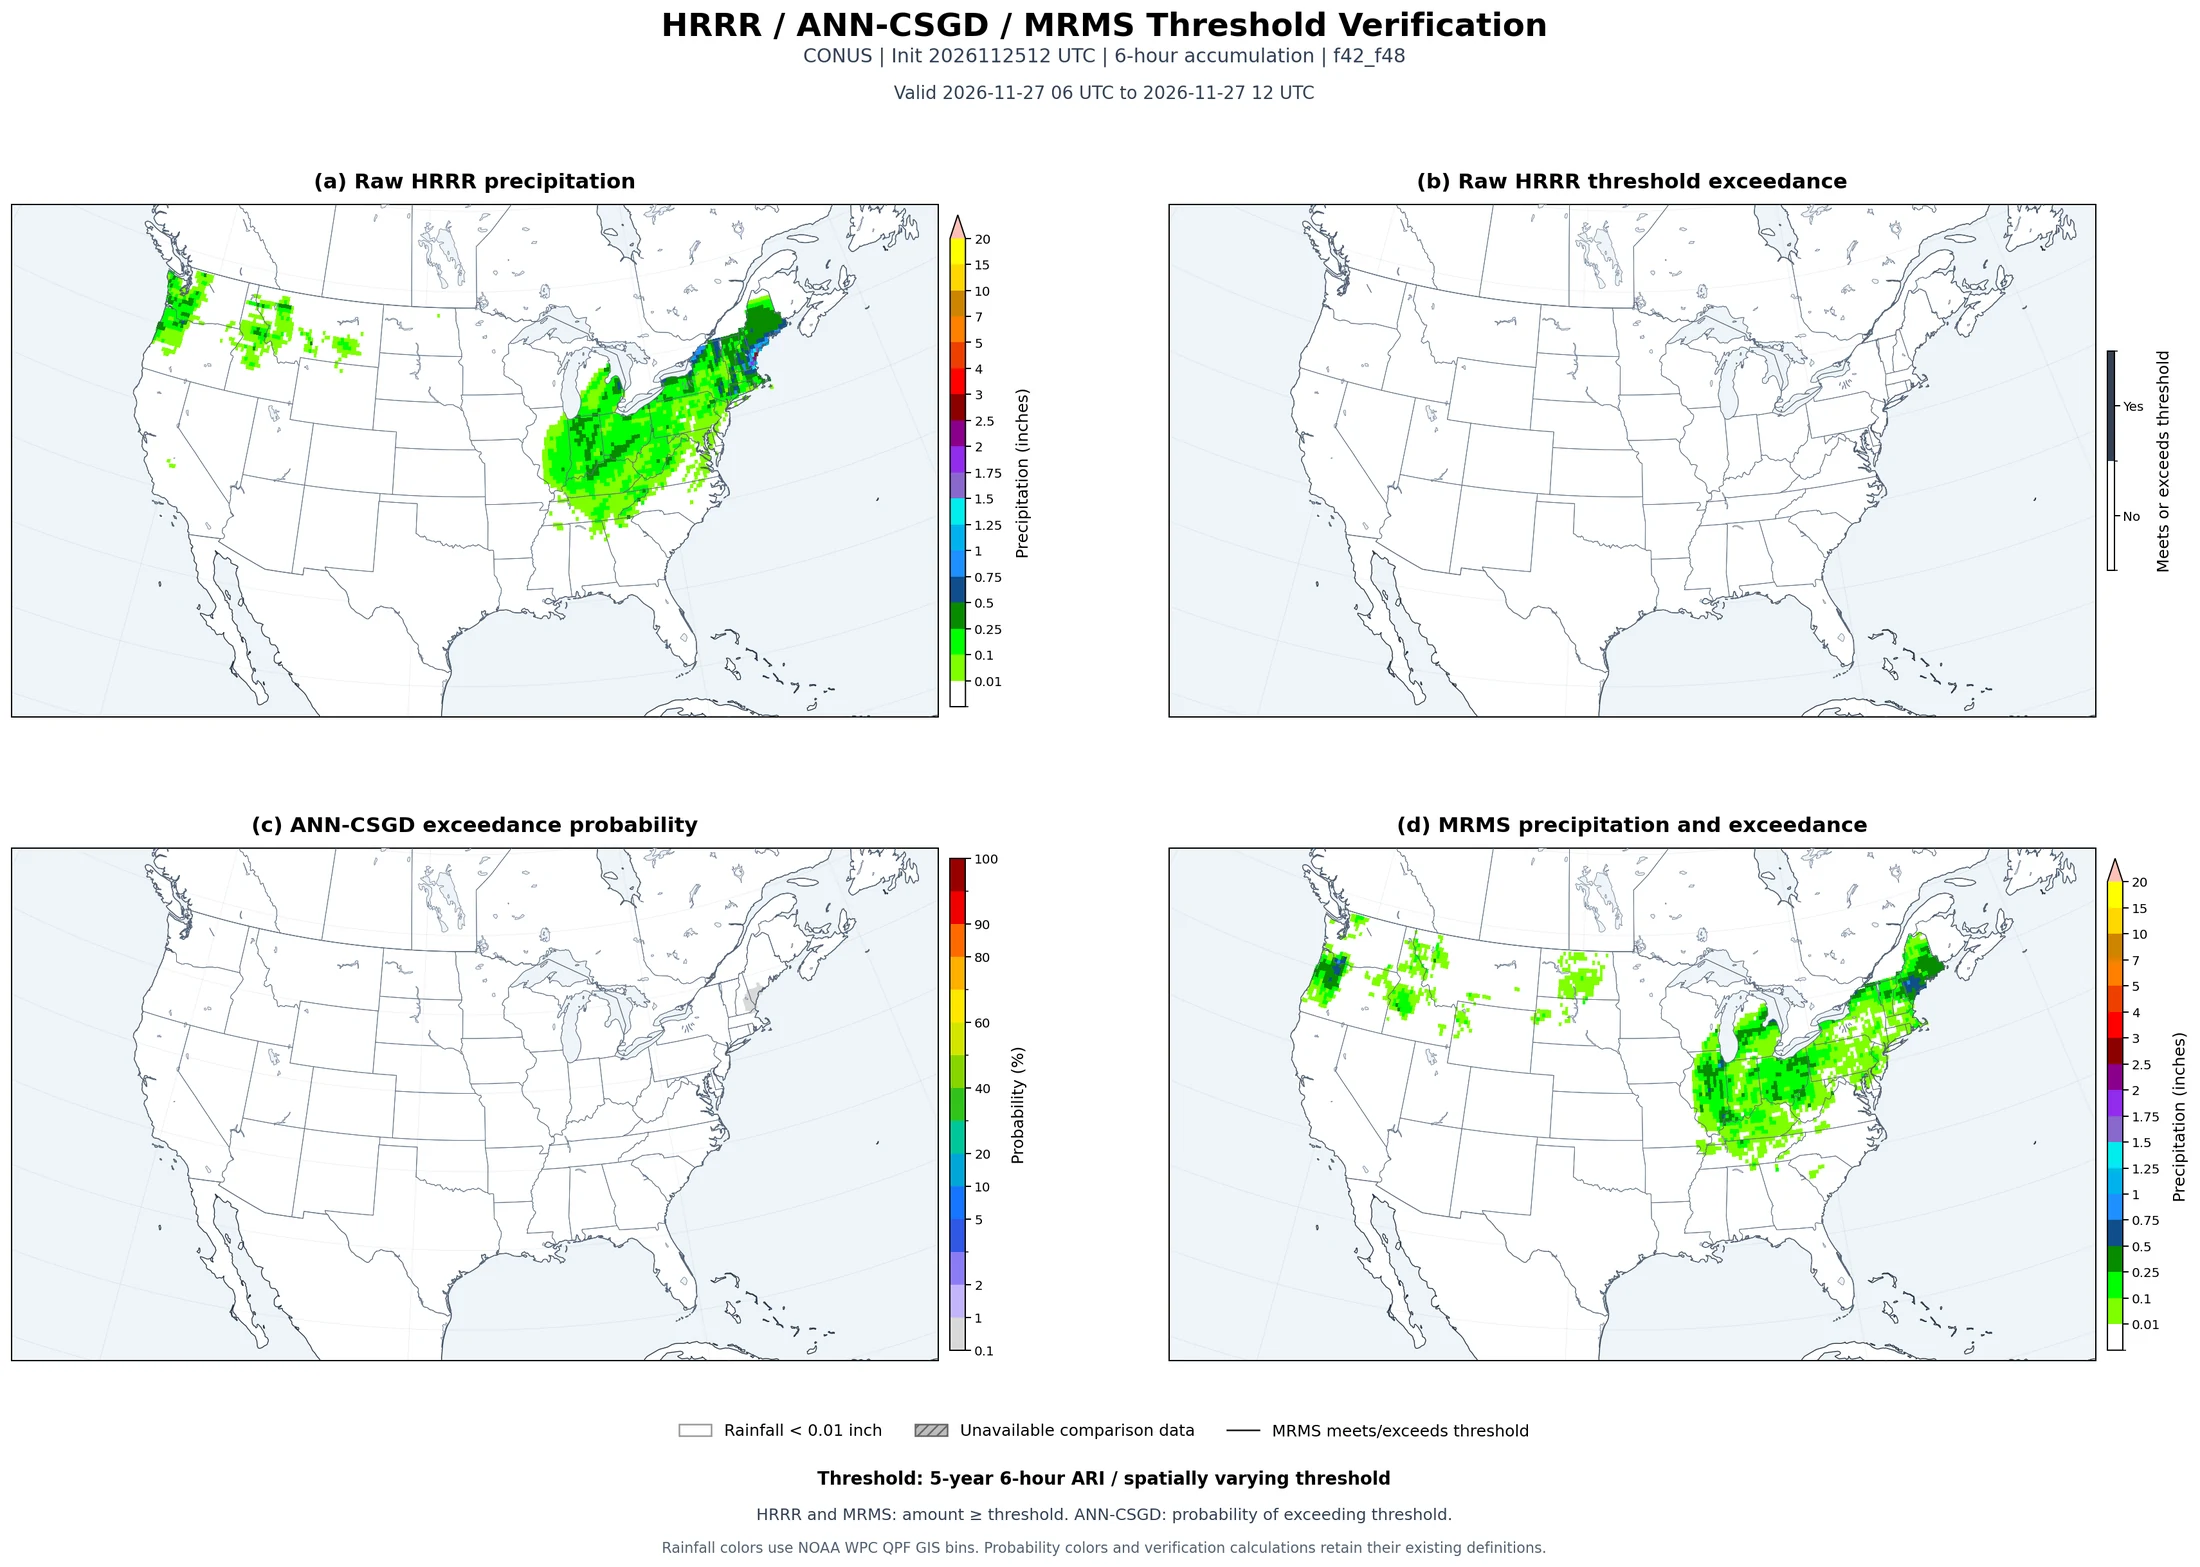 HRRR / ANN-CSGD / MRMS Threshold Verification
CONUS | Init 2026112512 UTC | 6-hour accumulation | f42_f48
Valid 2026-11-27 06 UTC to 2026-11-27 12 UTC
(a) Raw HRRR precipitation
20
15
10
7
5
4
3
2.5
2
1.75
1.5
1.25
1
0.75
0.5
0.25
0.1
0.01
Precipitation (inches)
(b) Raw HRRR threshold exceedance
Yes
No
Meets or exceeds threshold
(c) ANN-CSGD exceedance probability
100
90
80
60
40
20
10
5
2
1
0.1
Probability (%)
(d) MRMS precipitation and exceedance
20
15
10
7
5
4
3
2.5
2
1.75
1.5
1.25
1
0.75
0.5
0.25
0.1
0.01
Precipitation (inches)
Rainfall < 0.01 inch
Unavailable comparison data
MRMS meets/exceeds threshold
Threshold: 5-year 6-hour ARI / spatially varying threshold
HRRR and MRMS: amount ≥ threshold. ANN-CSGD: probability of exceeding threshold.
Rainfall colors use NOAA WPC QPF GIS bins. Probability colors and verification calculations retain their existing definitions.